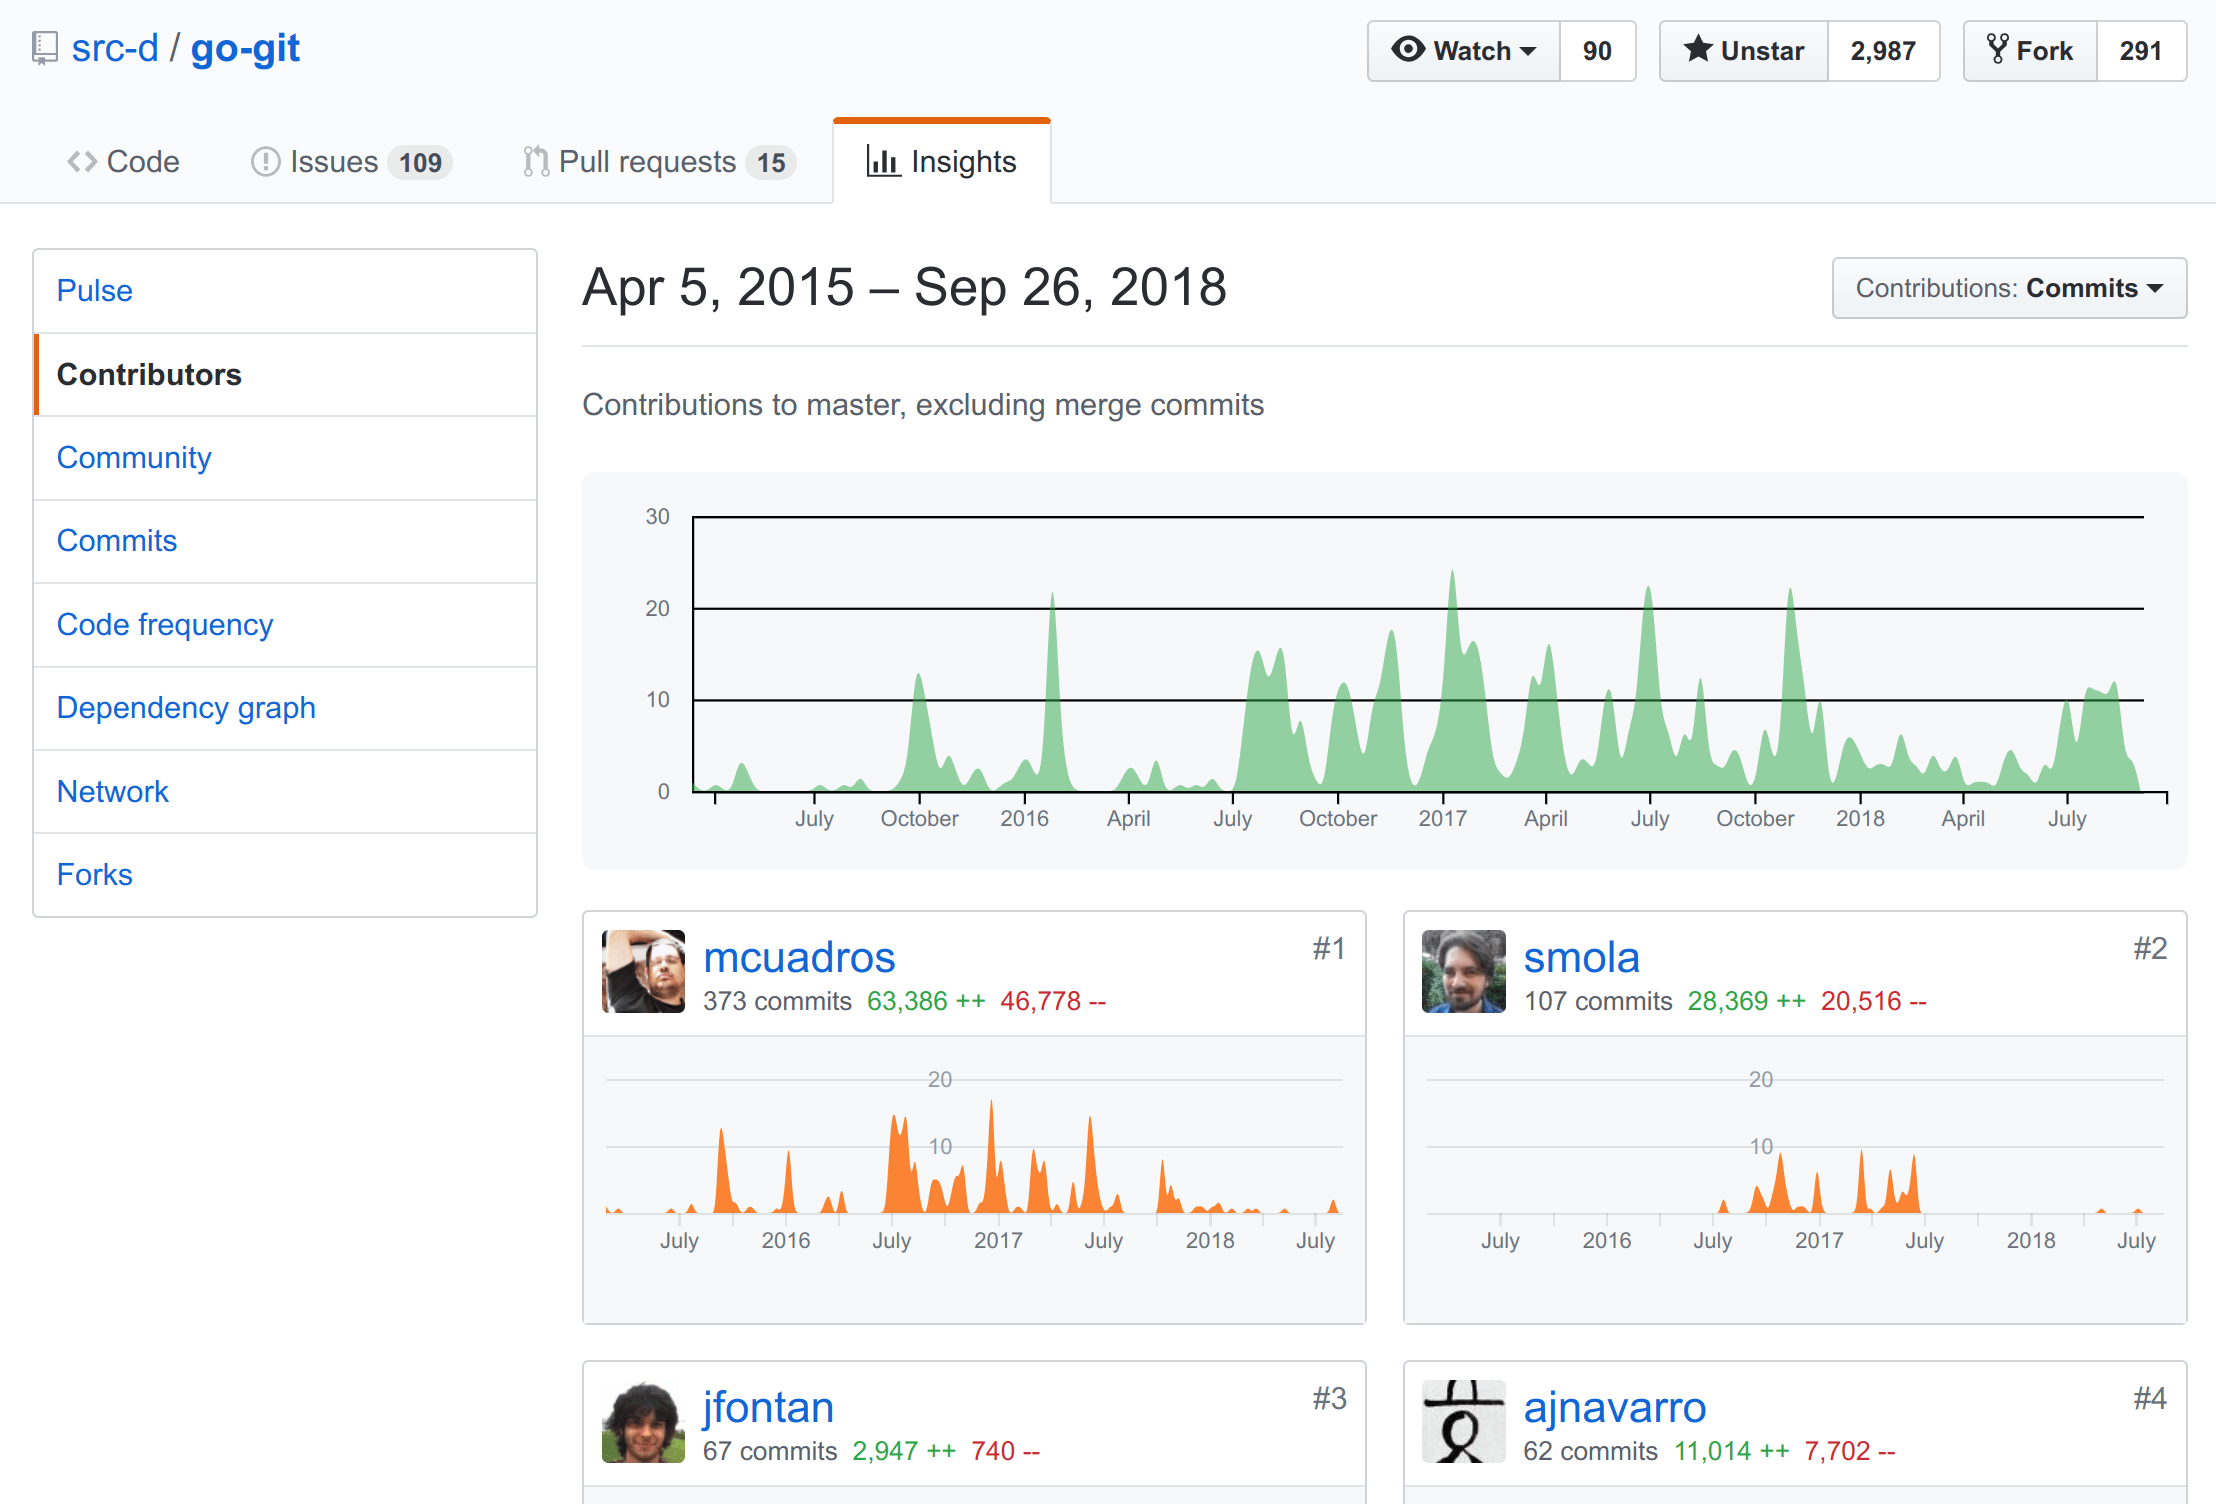 src-d / go-git
Watch 90 Unstar 2,987 Fork 291
Code Issues 109 Pull requests 15 Insights
Pulse
Contributors
Community
Commits
Code frequency
Dependency graph
Network
Forks
Apr 5, 2015 – Sep 26, 2018
Contributions: Commits
Contributions to master, excluding merge commits
30
20
10
0
July October 2016 April July October 2017 April July October 2018 April July
mcuadros #1
373 commits 63,386 ++ 46,778 --
20
10
July 2016 July 2017 July 2018 July
smola #2
107 commits 28,369 ++ 20,516 --
20
10
July 2016 July 2017 July 2018 July
jfontan #3
67 commits 2,947 ++ 740 --
ajnavarro #4
62 commits 11,014 ++ 7,702 --